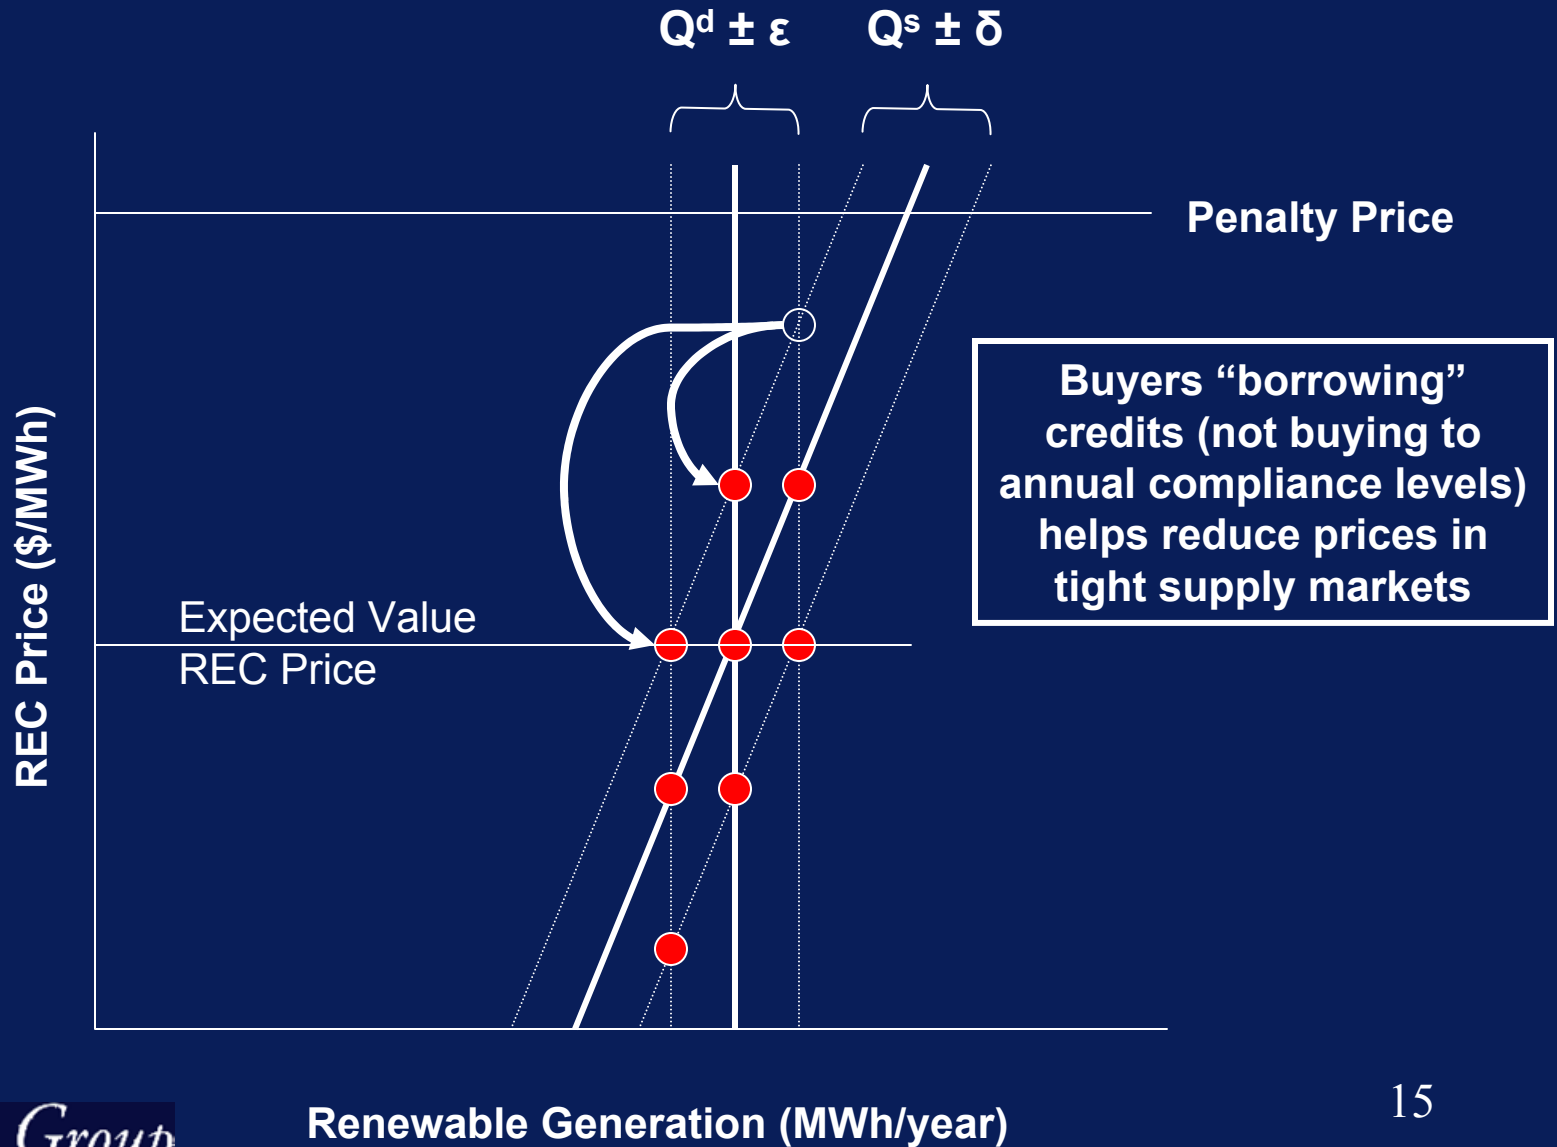 Qᵈ ± ε
Qˢ ± δ
Penalty Price
Buyers “borrowing”
credits (not buying to
annual compliance levels)
helps reduce prices in
tight supply markets
REC Price ($/MWh)
Expected Value
REC Price
Renewable Generation (MWh/year)
15
Group